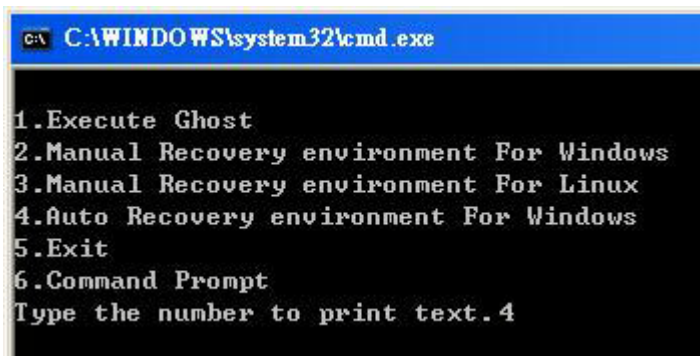 C:\WINDOWS\system32\cmd.exe
1.Execute Ghost
2.Manual Recovery environment For Windows
3.Manual Recovery environment For Linux
4.Auto Recovery environment For Windows
5.Exit
6.Command Prompt
Type the number to print text.4